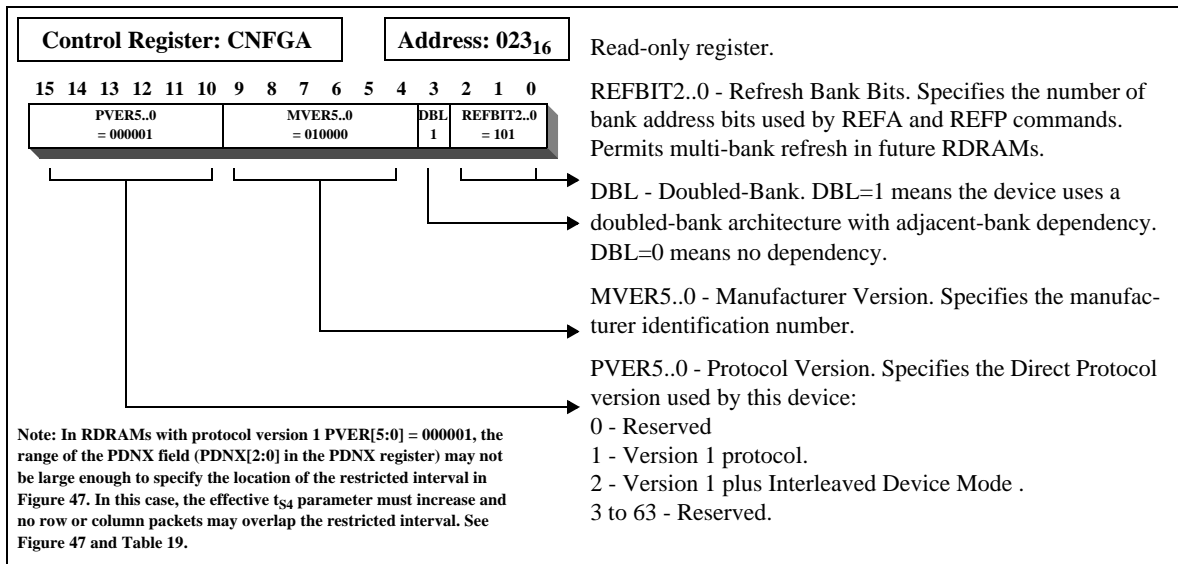 Control Register: CNFGA
Address: 023₁₆
15 14 13 12 11 10 9 8 7 6 5 4 3 2 1 0
PVER5..0 MVER5..0 DBL REFBIT2..0
= 000001 = 010000 1 = 101
Read-only register.
REFBIT2..0 - Refresh Bank Bits. Specifies the number of
bank address bits used by REFA and REFP commands.
Permits multi-bank refresh in future RDRAMs.
DBL - Doubled-Bank. DBL=1 means the device uses a
doubled-bank architecture with adjacent-bank dependency.
DBL=0 means no dependency.
MVER5..0 - Manufacturer Version. Specifies the manufac-
turer identification number.
PVER5..0 - Protocol Version. Specifies the Direct Protocol
version used by this device:
0 - Reserved
1 - Version 1 protocol.
2 - Version 1 plus Interleaved Device Mode .
3 to 63 - Reserved.
Note: In RDRAMs with protocol version 1 PVER[5:0] = 000001, the
range of the PDNX field (PDNX[2:0] in the PDNX register) may not
be large enough to specify the location of the restricted interval in
Figure 47. In this case, the effective tS4 parameter must increase and
no row or column packets may overlap the restricted interval. See
Figure 47 and Table 19.